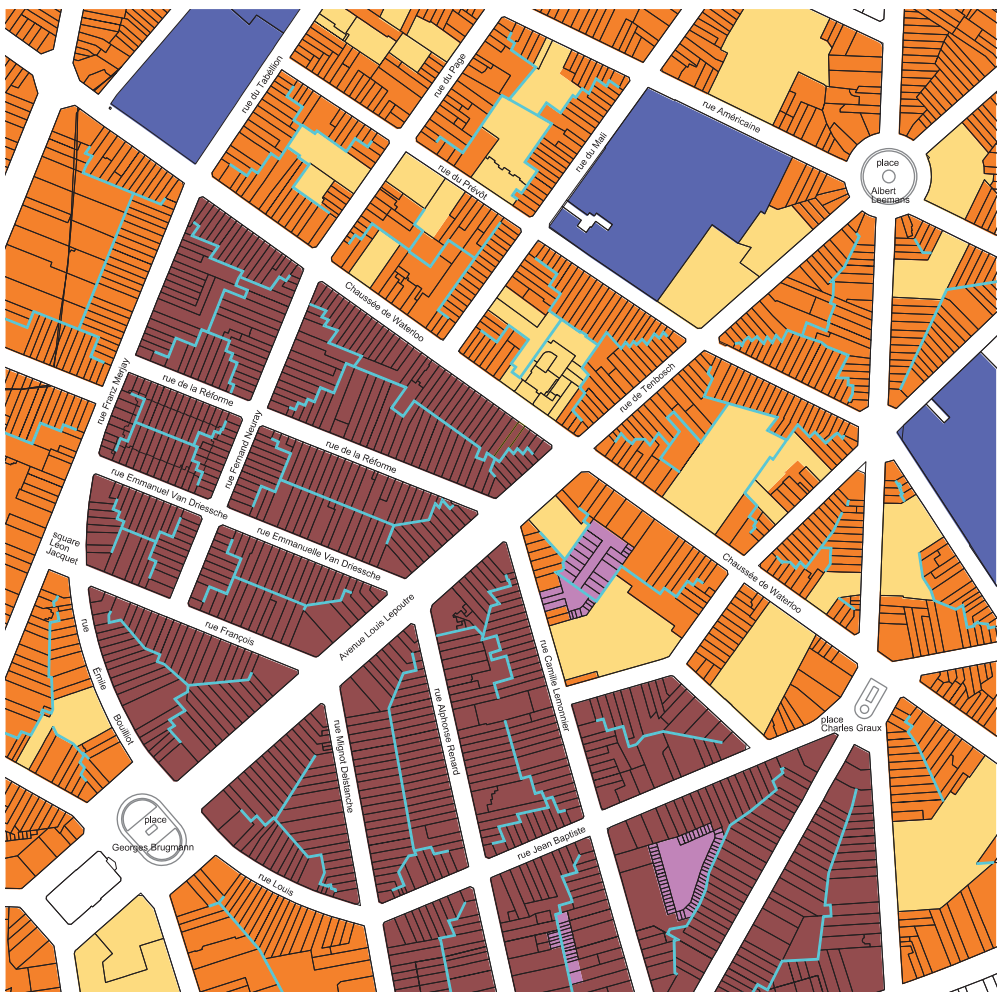 rue du Page
rue du Tabellion
rue Américaine
rue du Mail
rue du Prévôt
place
Albert
Leemans
Chaussée de Waterloo
rue de Tenbosch
rue Franz Merjay
rue de la Réforme
rue Fernand Neuray
rue de la Réforme
rue Emmanuel Van Driessche
rue Emmanuelle Van Driessche
square
Léon
Jacquet
Chaussée de Waterloo
Avenue Louis Lepoutre
rue François
rue
Émile
Bouilliot
rue Camille Lemonnier
rue Alphonse Renard
rue Mignot Delstanche
place
Charles Graux
place
Georges Brugmann
rue Jean Baptiste
rue Louis